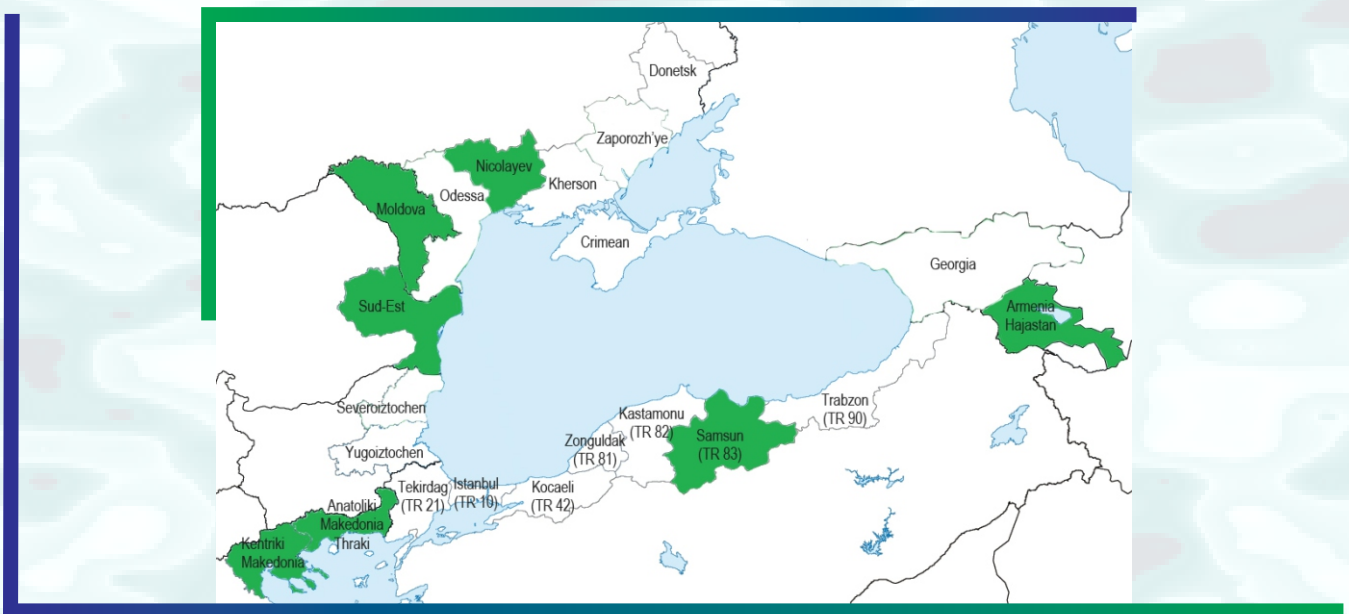 Donetsk
Zaporozh'ye
Nicolayev
Kherson
Odessa
Moldova
Crimean
Georgia
Sud-Est
Armenia
Hajastan
Severoiztochen
Yugoiztochen
Kastamonu
(TR 82)
Zonguldak
(TR 81)
Samsun
(TR 83)
Trabzon
(TR 90)
Tekirdag
(TR 21)
Istanbul
(TR 10)
Kocaeli
(TR 42)
Anatoliki
Makedonia
Thraki
Kentriki
Makedonia